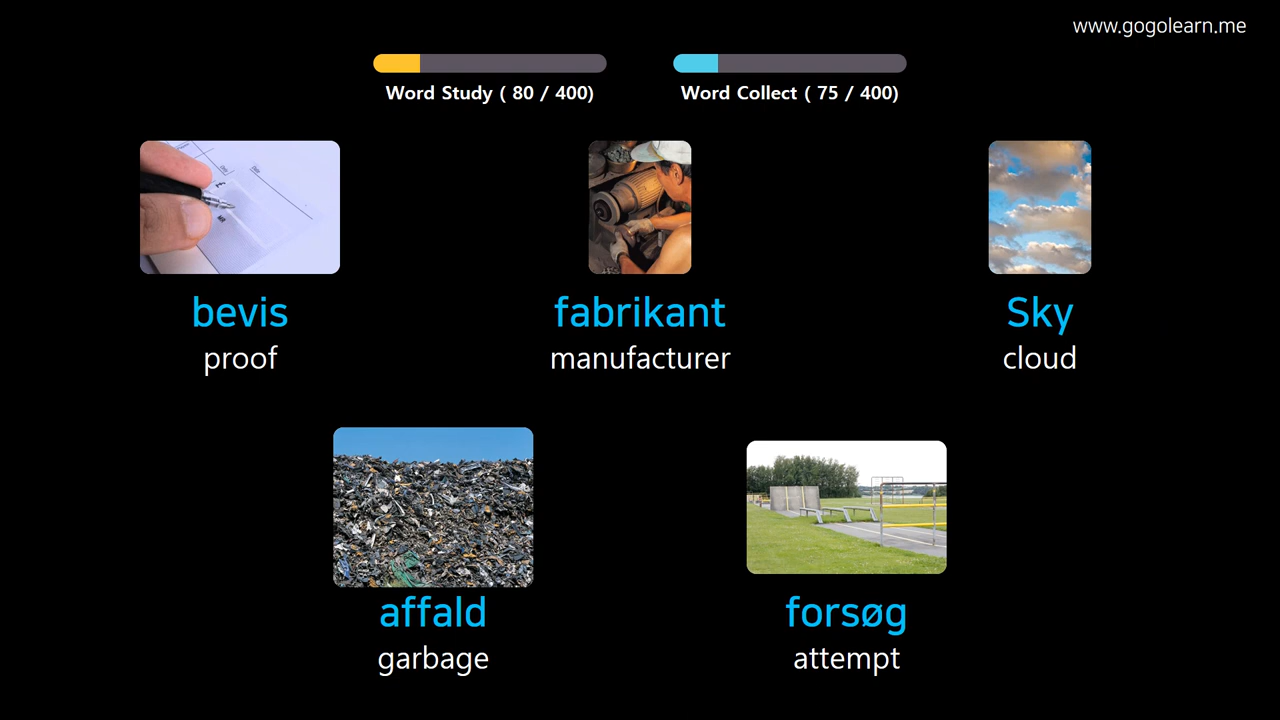 www.gogolearn.me
Word Study ( 80 / 400)
Word Collect ( 75 / 400)
bevis
proof
fabrikant
manufacturer
Sky
cloud
affald
garbage
forsøg
attempt